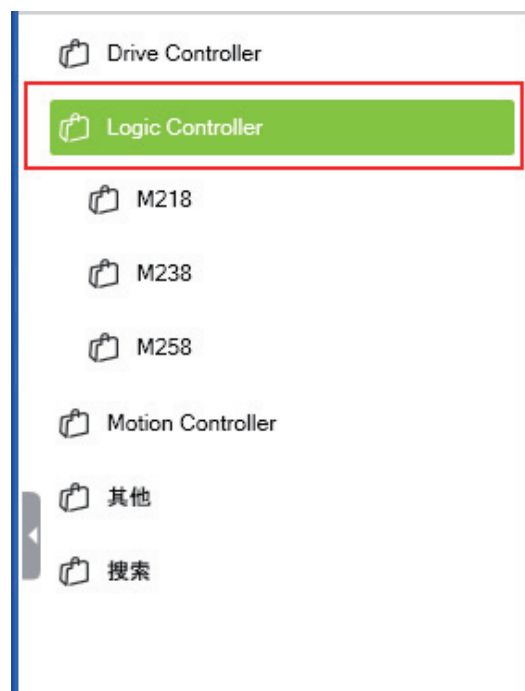 Drive Controller
Logic Controller
M218
M238
M258
Motion Controller
其他
搜索